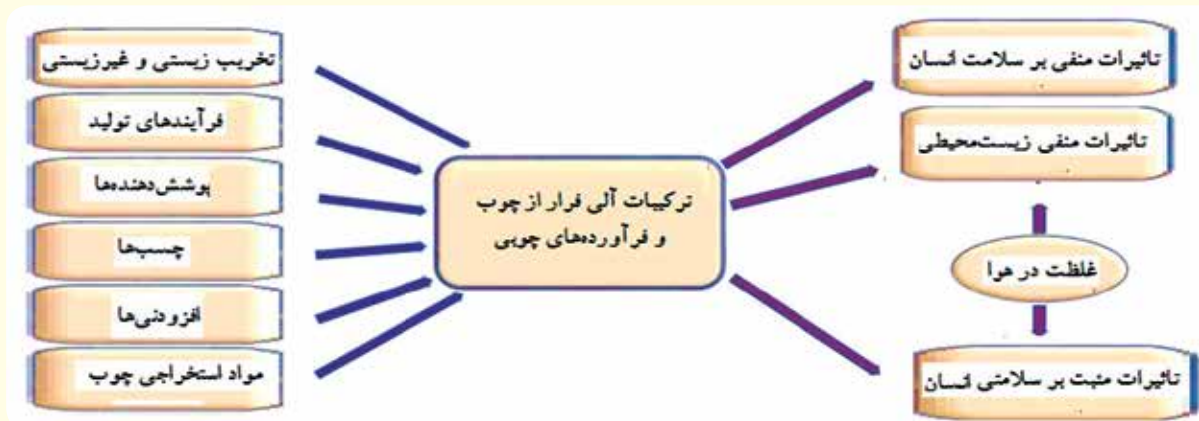 تخریب زیستی و غیرزیستی
فرآیندهای تولید
پوشش‌دهنده‌ها
چسب‌ها
افزودنی‌ها
مواد استخراجی چوب
ترکیبات آلی فرار از چوب
و فرآورده‌های چوبی
تاثیرات منفی بر سلامت انسان
تاثیرات منفی زیست‌محیطی
غلظت در هوا
تاثیرات مثبت بر سلامتی انسان